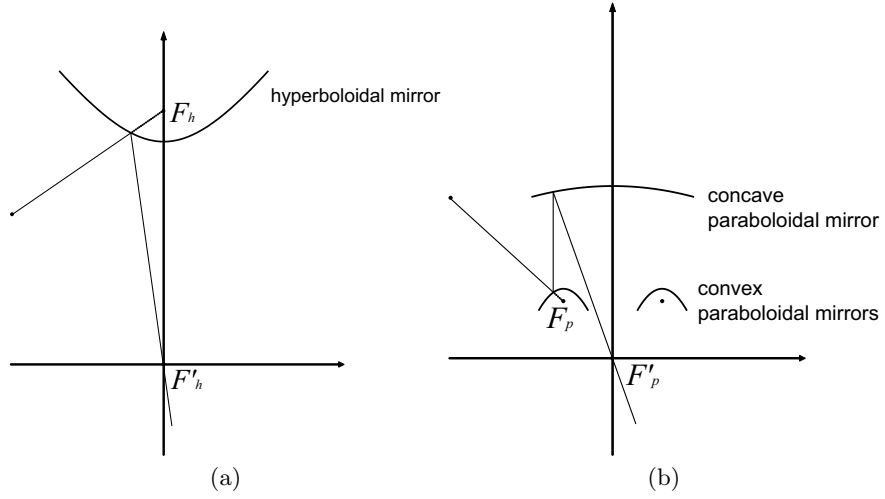 hyperboloidal mirror
F_h
F'_h
(a)
concave
paraboloidal mirror
convex
paraboloidal mirrors
F_p
F'_p
(b)